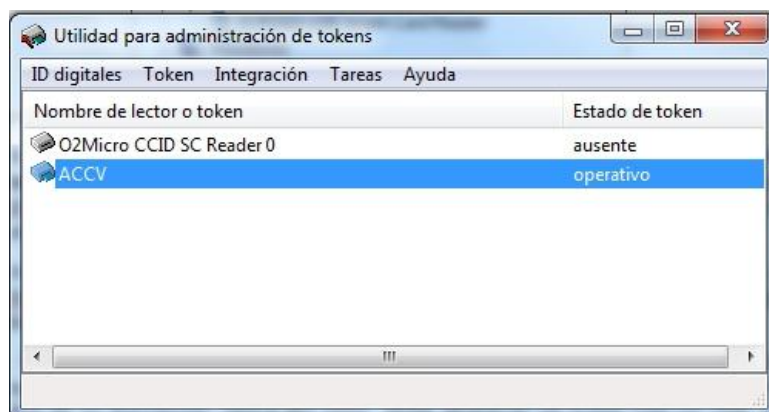 Utilidad para administración de tokens
ID digitales Token Integración Tareas Ayuda
Nombre de lector o token Estado de token
O2Micro CCID SC Reader 0 ausente
ACCV operativo